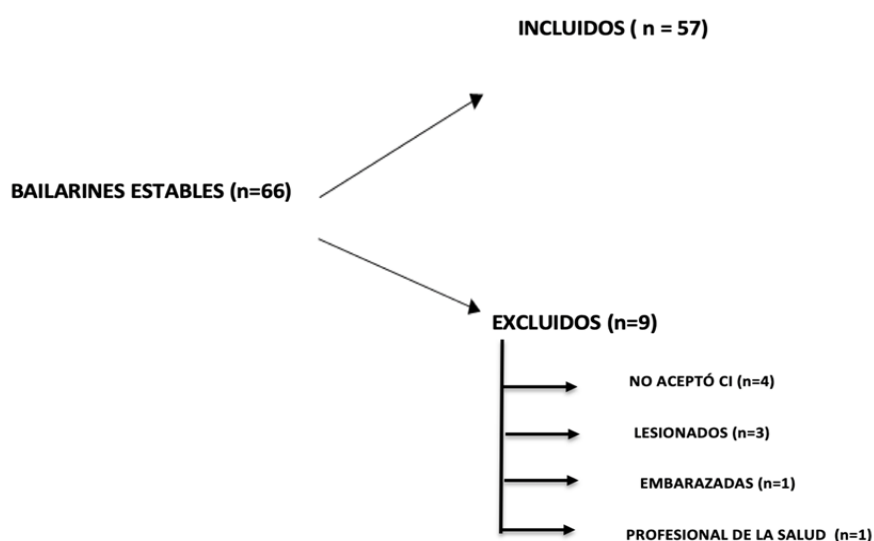 INCLUIDOS ( n = 57)
BAILARINES ESTABLES (n=66)
EXCLUIDOS (n=9)
NO ACEPTÓ CI (n=4)
LESIONADOS (n=3)
EMBARAZADAS (n=1)
PROFESIONAL DE LA SALUD (n=1)